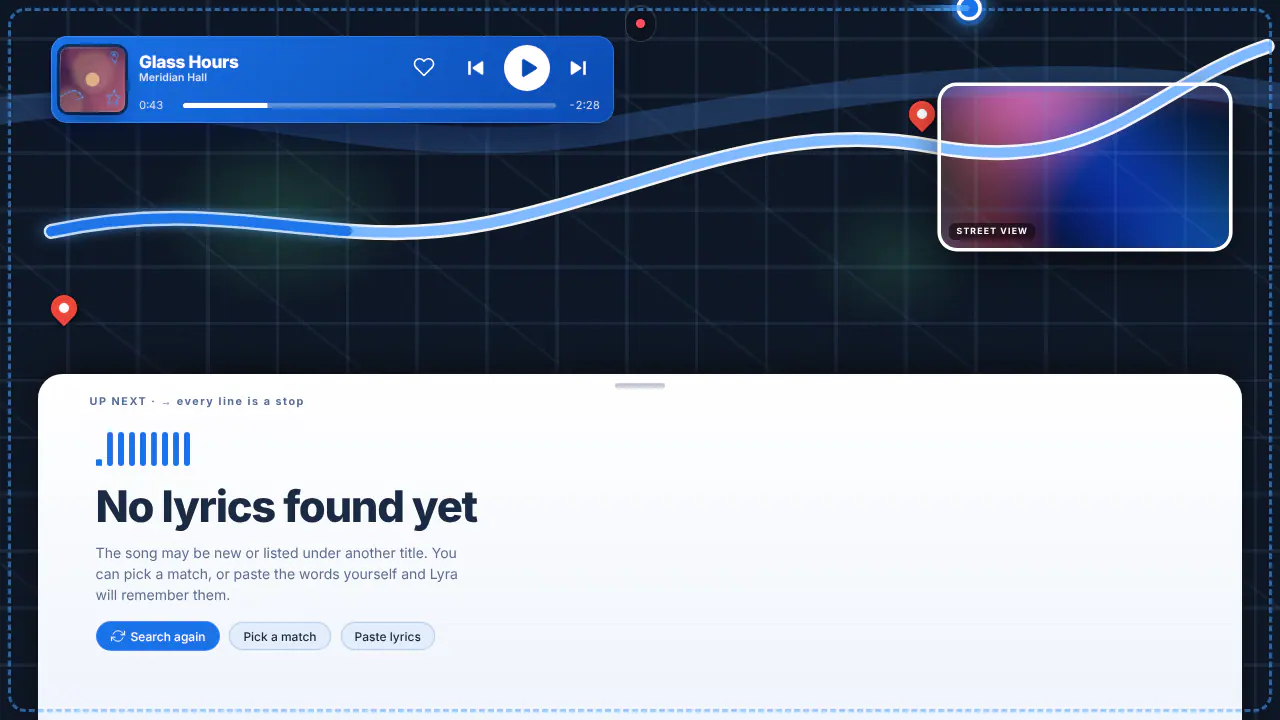 Glass Hours
Meridian Hall
0:43
-2:28
STREET VIEW
UP NEXT · → every line is a stop
No lyrics found yet
The song may be new or listed under another title. You
can pick a match, or paste the words yourself and Lyra
will remember them.
Search again
Pick a match
Paste lyrics